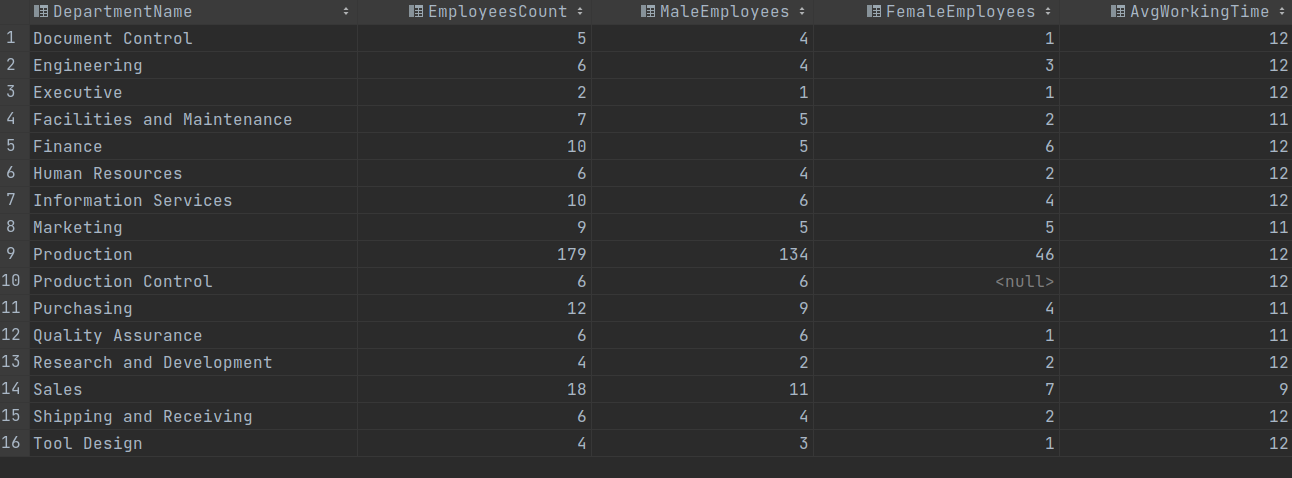 DepartmentName EmployeesCount MaleEmployees FemaleEmployees AvgWorkingTime
1 Document Control 5 4 1 12
2 Engineering 6 4 3 12
3 Executive 2 1 1 12
4 Facilities and Maintenance 7 5 2 11
5 Finance 10 5 6 12
6 Human Resources 6 4 2 12
7 Information Services 10 6 4 12
8 Marketing 9 5 5 11
9 Production 179 134 46 12
10 Production Control 6 6 <null> 12
11 Purchasing 12 9 4 11
12 Quality Assurance 6 6 1 11
13 Research and Development 4 2 2 12
14 Sales 18 11 7 9
15 Shipping and Receiving 6 4 2 12
16 Tool Design 4 3 1 12